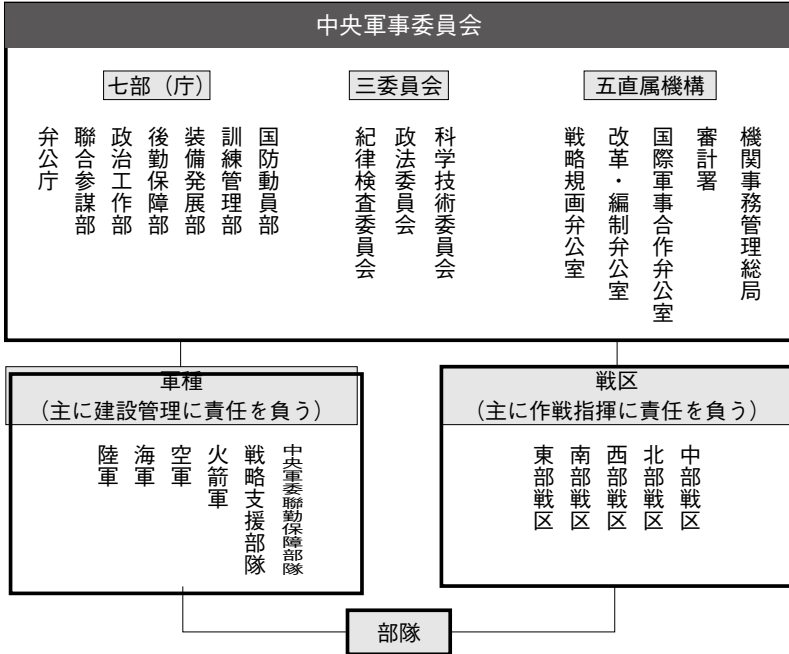 中央軍事委員会
七部（庁）
弁公庁
聯合参謀部
政治工作部
後勤保障部
装備発展部
訓練管理部
国防動員部
三委員会
紀律検査委員会
政法委員会
科学技術委員会
五直属機構
戦略規画弁公室
改革・編制弁公室
国際軍事合作弁公室
審計署
機関事務管理総局
軍種
（主に建設管理に責任を負う）
陸軍
海軍
空軍
火箭軍
戦略支援部隊
中央軍委聯勤保障部隊
戦区
（主に作戦指揮に責任を負う）
東部戦区
南部戦区
西部戦区
北部戦区
中部戦区
部隊